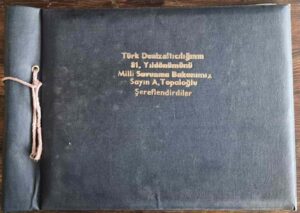 Türk Denizaltıcılığının
81. Yıldönümünü
Milli Savunma Bakanımız
Sayın A. Topaloğlu
Şereflendirdiler